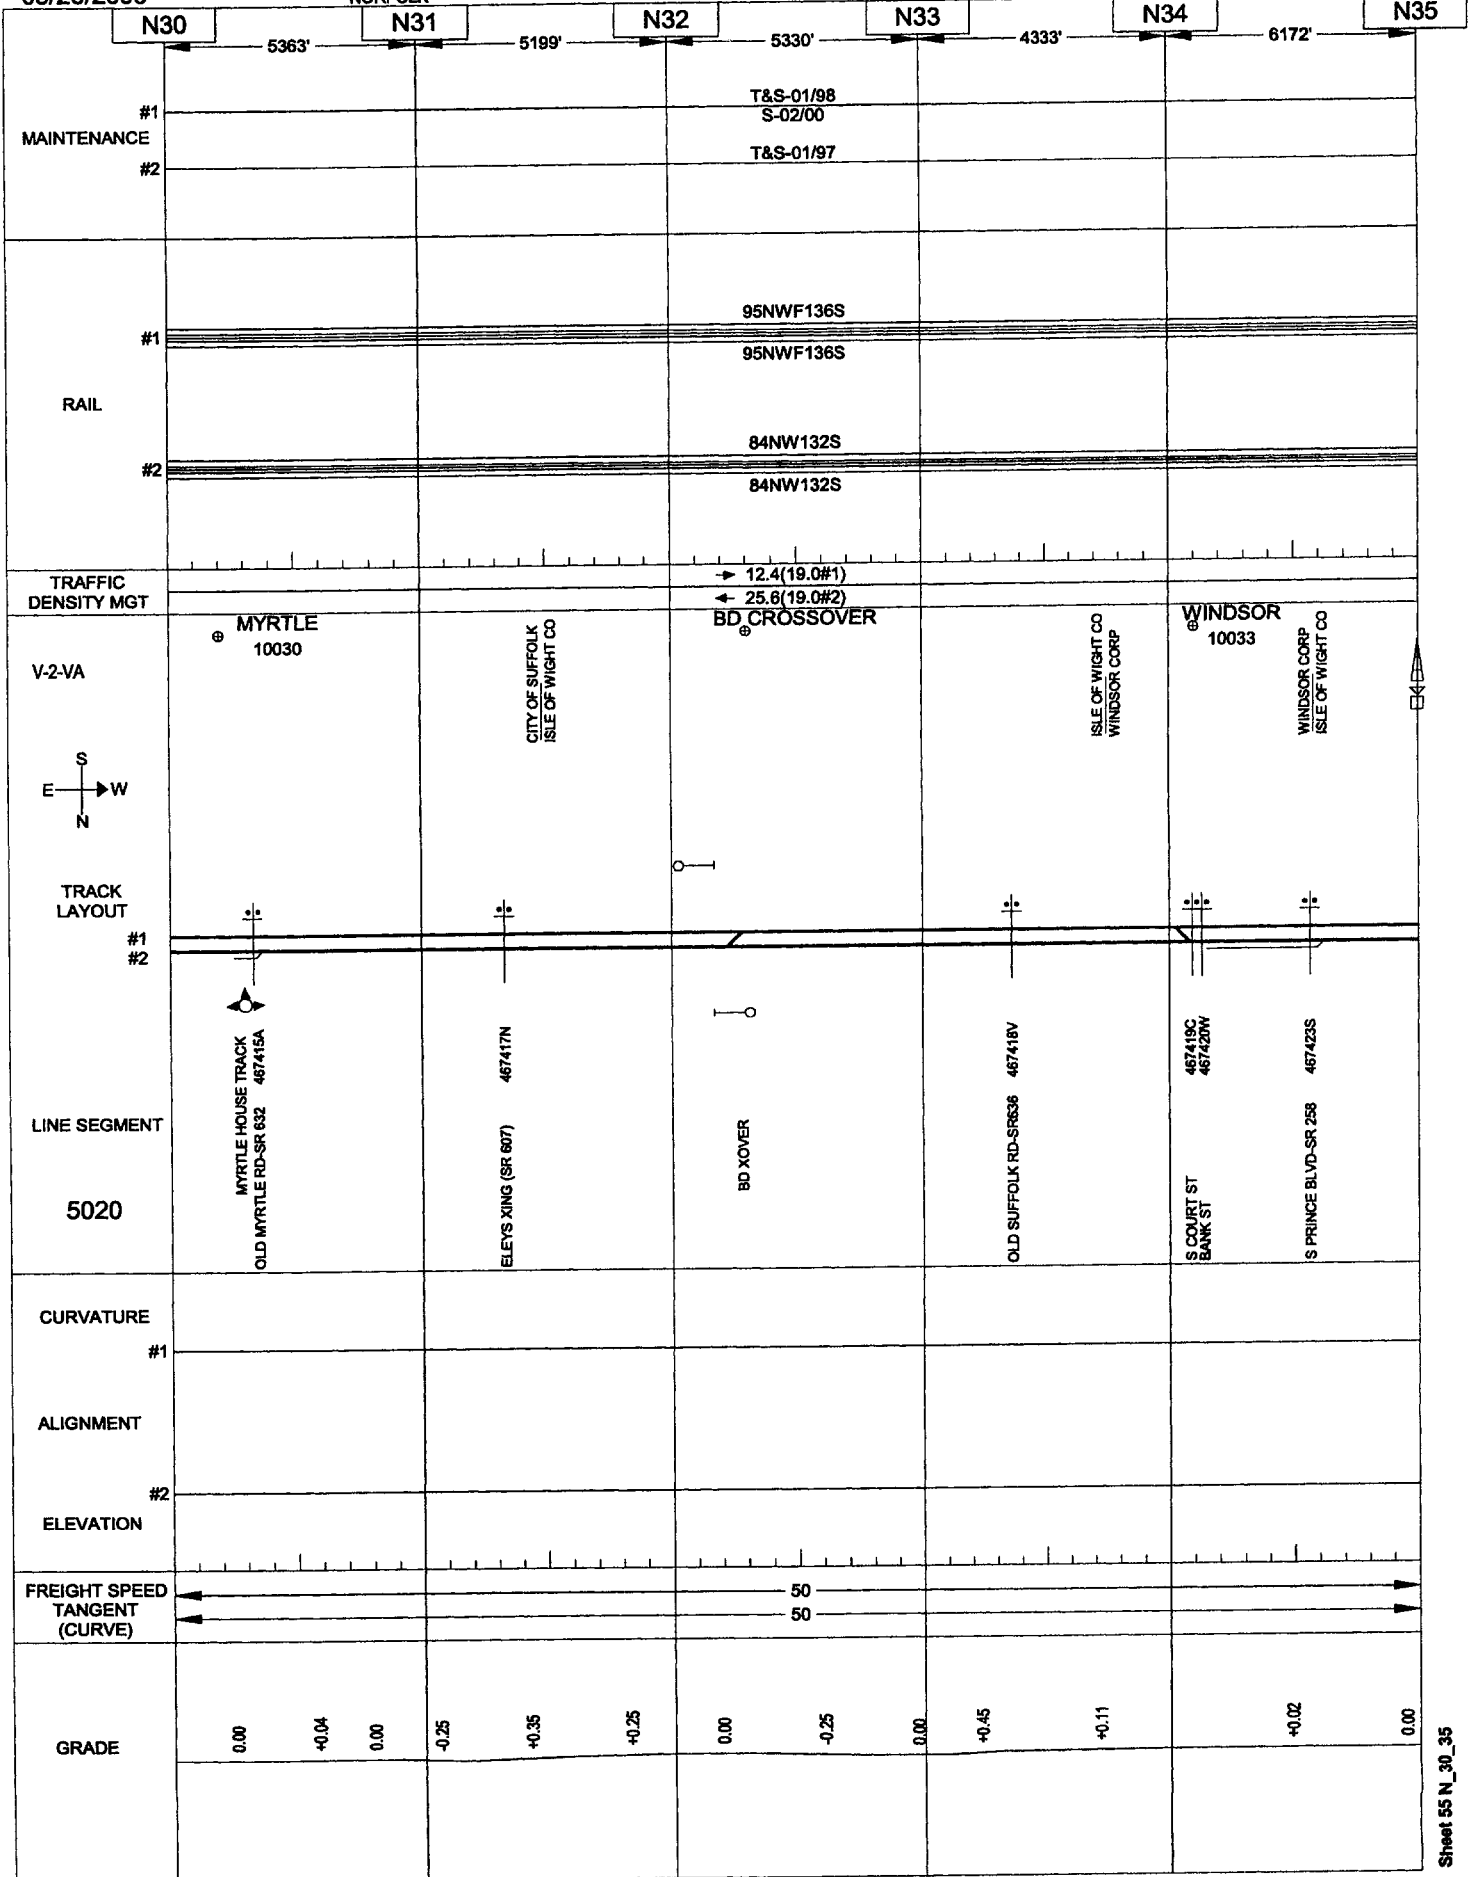 N30 N31 N32 N33 N34 N35
5363' 5199' 5330' 4333' 6172'
MAINTENANCE
#1
T&S-01/98
S-02/00
#2
T&S-01/97
RAIL
#1
95NWF136S
95NWF136S
#2
84NW132S
84NW132S
TRAFFIC
DENSITY MGT
12.4(19.0#1)
25.6(19.0#2)
V-2-VA
MYRTLE
10030
CITY OF SUFFOLK
ISLE OF WIGHT CO
BD CROSSOVER
ISLE OF WIGHT CO
WINDSOR CORP
WINDSOR
10033
WINDSOR CORP
ISLE OF WIGHT CO
S
E W
N
TRACK
LAYOUT
#1
#2
LINE SEGMENT
5020
MYRTLE HOUSE TRACK
OLD MYRTLE RD-SR 632 467415A
ELEYS XING (SR 607) 467417N
BD XOVER
OLD SUFFOLK RD-SR636 467418V
S COURT ST 467419C
BANK ST 467420W
S PRINCE BLVD-SR 258 467423S
CURVATURE
#1
ALIGNMENT
#2
ELEVATION
FREIGHT SPEED
TANGENT
(CURVE)
50
50
GRADE
0.00 +0.04 0.00 -0.25 +0.35 +0.25 0.00 -0.25 0.00 +0.45 +0.11 +0.02 0.00
Sheet 55 N_30_35